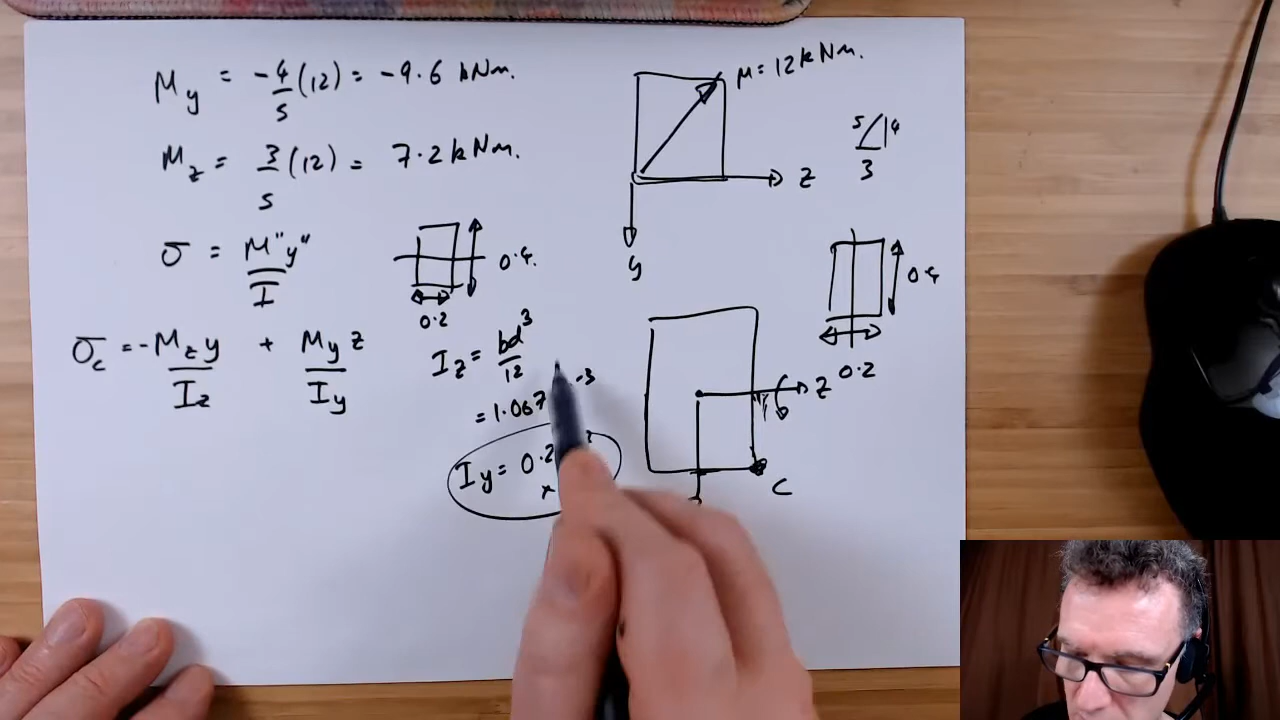 My = -4/5 (12) = -9.6 kNm.
Mz = 3/5 (12) = 7.2 kNm.
σ = M"y" / I
σc = - Mz y / Iz + My z / Iy
0.4.
0.2
Iz = bd³ / 12
= 1.067 -3
Iy = 0.2
M = 12 kNm.
z
y
5 4
3
0.4
0.2
z
C